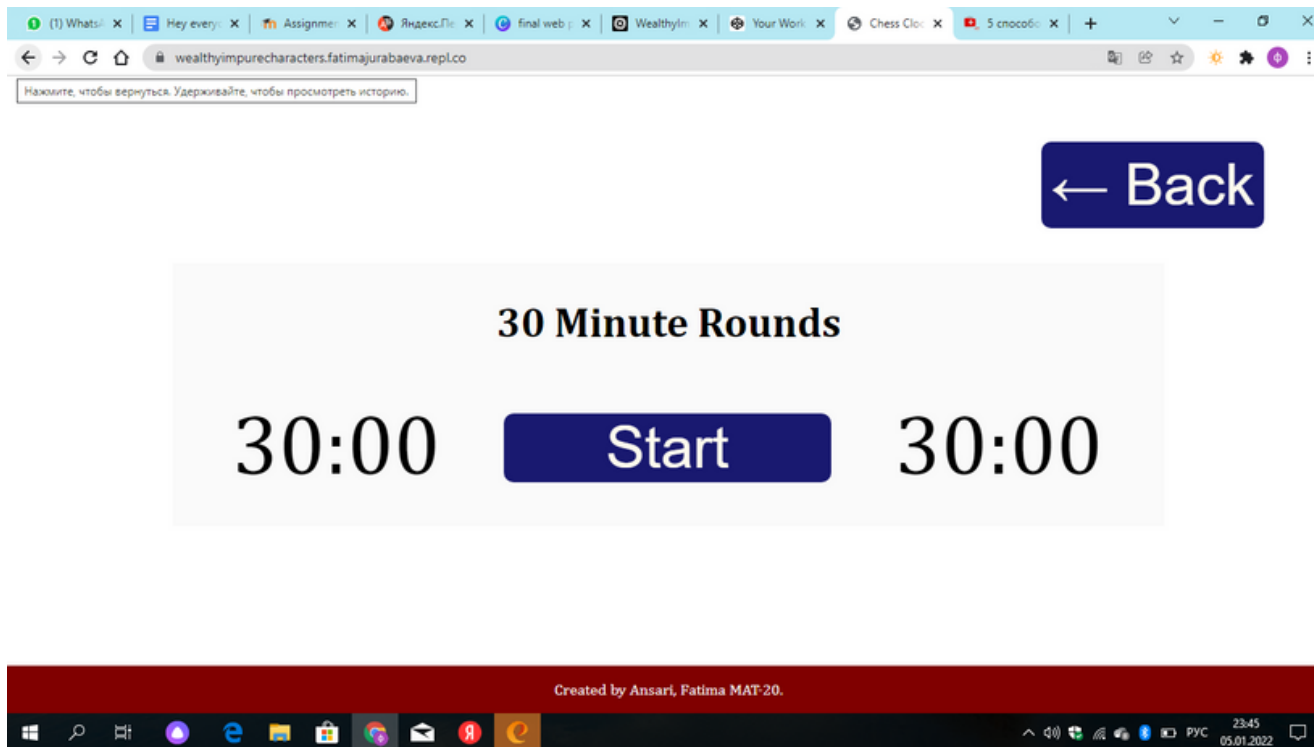 (1) Whats
Hey every
Assignmer
Яндекс.Пе
final web p
WealthyIm
Your Work
Chess Cloc
5 способо
wealthyimpurecharacters.fatimajurabaeva.repl.co
Нажмите, чтобы вернуться. Удерживайте, чтобы просмотреть историю.
← Back
30 Minute Rounds
30:00 Start 30:00
Created by Ansari, Fatima MAT-20.
РУС
23:45
05.01.2022